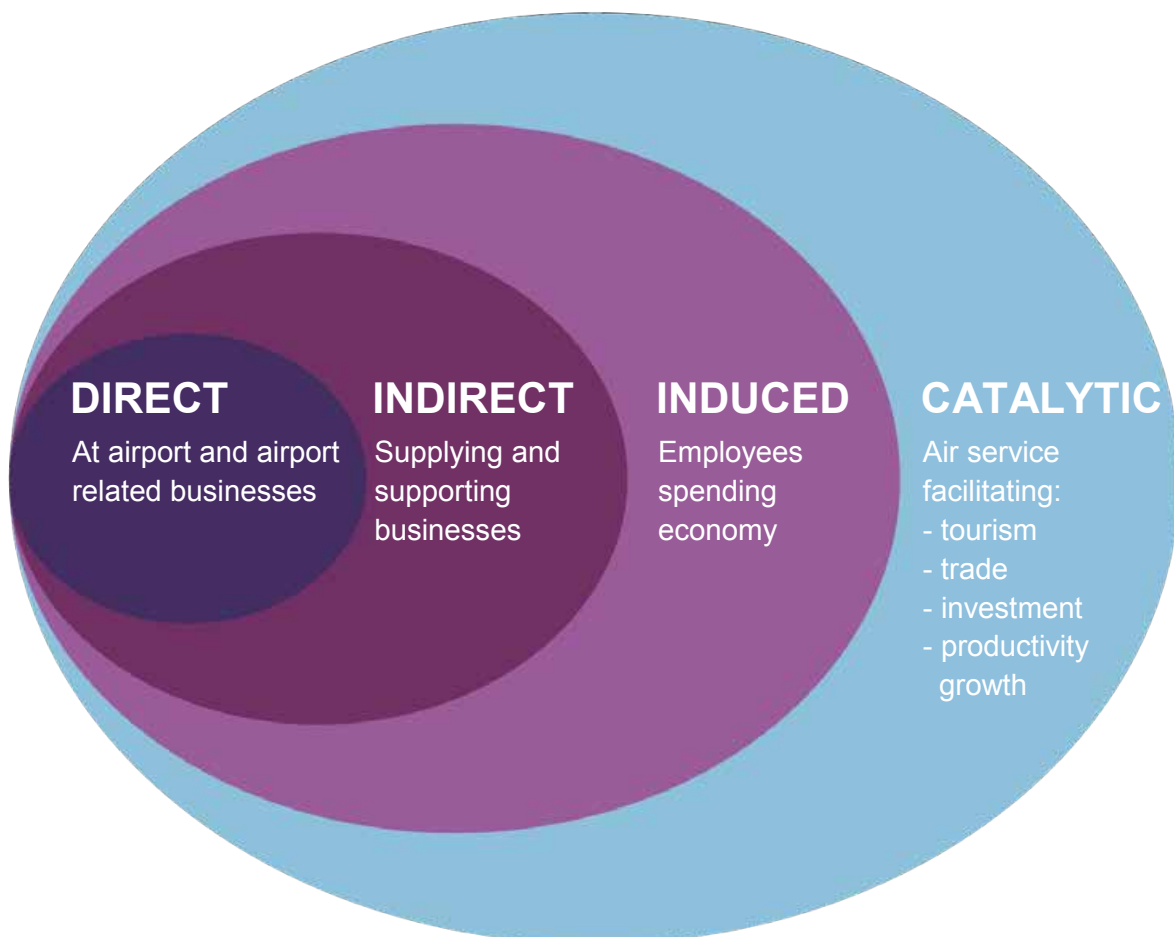 DIRECT
At airport and airport
related businesses
INDIRECT
Supplying and
supporting
businesses
INDUCED
Employees
spending
economy
CATALYTIC
Air service
facilitating:
- tourism
- trade
- investment
- productivity
growth